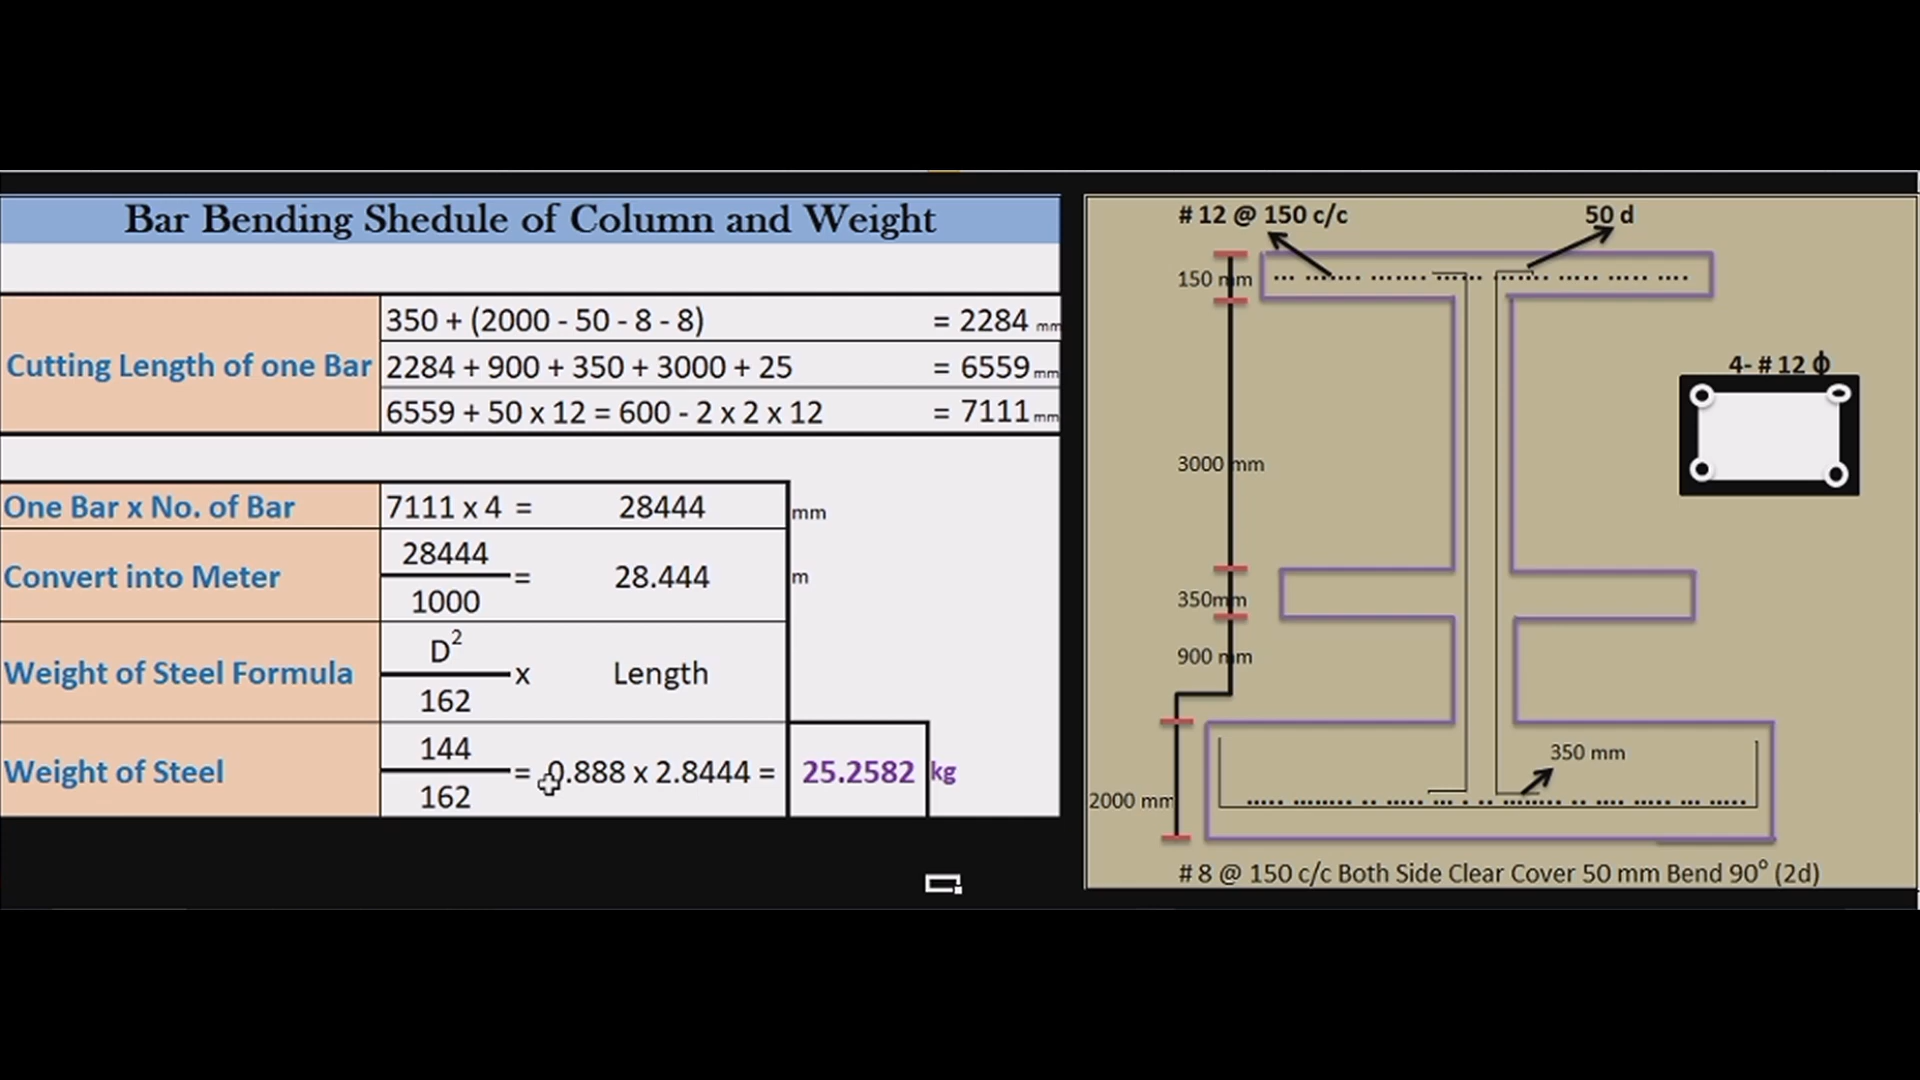 Bar Bending Shedule of Column and Weight
Cutting Length of one Bar
350 + (2000 - 50 - 8 - 8) = 2284 mm
2284 + 900 + 350 + 3000 + 25 = 6559 mm
6559 + 50 x 12 = 600 - 2 x 2 x 12 = 7111 mm
One Bar x No. of Bar
7111 x 4 = 28444 mm
Convert into Meter
28444
1000
= 28.444 m
Weight of Steel Formula
D²
162
x Length
Weight of Steel
144
162
= 0.888 x 2.8444 = 25.2582 kg
# 12 @ 150 c/c
50 d
150 mm
4- # 12 ϕ
3000 mm
350mm
900 mm
350 mm
2000 mm
# 8 @ 150 c/c Both Side Clear Cover 50 mm Bend 90° (2d)